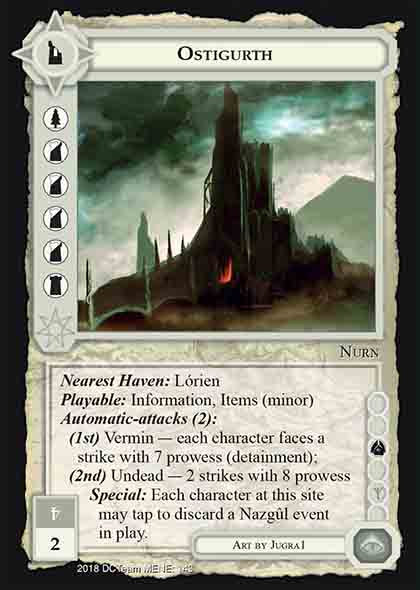 Ostigurth
Nurn
Nearest Haven: Lórien
Playable: Information, Items (minor)
Automatic-attacks (2):
(1st) Vermin — each character faces a
strike with 7 prowess (detainment);
(2nd) Undead — 2 strikes with 8 prowess
Special: Each character at this site
may tap to discard a Nazgûl event
in play.
2
Art by Jugra1
2018 DC Team MENE: